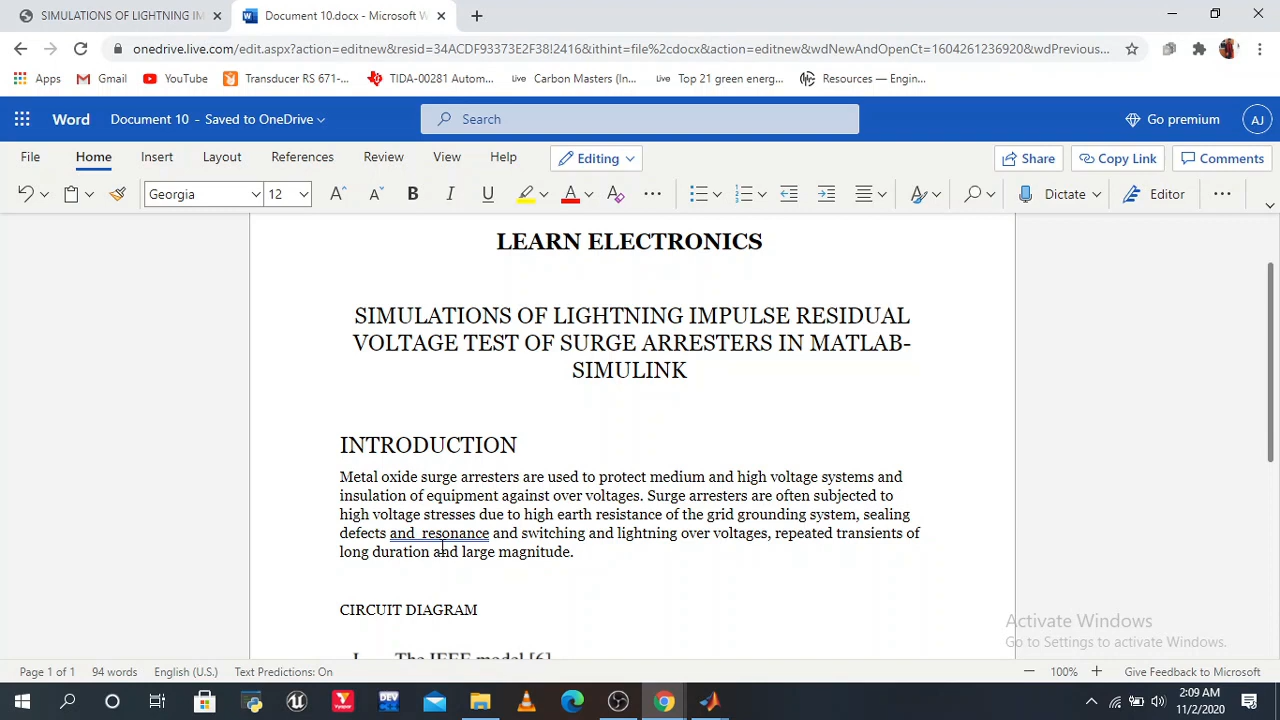 SIMULATIONS OF LIGHTNING IM
Document 10.docx - Microsoft W
onedrive.live.com/edit.aspx?action=editnew&resid=34ACDF93373E2F38!2416&ithint=file%2cdocx&action=editnew&wdNewAndOpenCt=1604261236920&wdPrevious...
Apps Gmail YouTube Transducer RS 671-... TIDA-00281 Autom... Live Carbon Masters (In... Live Top 21 green energ... Resources — Engin...
Word Document 10 - Saved to OneDrive Search Go premium AJ
File Home Insert Layout References Review View Help Editing Share Copy Link Comments
Georgia 12 A A B I U A A Dictate Editor
LEARN ELECTRONICS
SIMULATIONS OF LIGHTNING IMPULSE RESIDUAL
VOLTAGE TEST OF SURGE ARRESTERS IN MATLAB-
SIMULINK
INTRODUCTION
Metal oxide surge arresters are used to protect medium and high voltage systems and
insulation of equipment against over voltages. Surge arresters are often subjected to
high voltage stresses due to high earth resistance of the grid grounding system, sealing
defects and  resonance and switching and lightning over voltages, repeated transients of
long duration and large magnitude.
CIRCUIT DIAGRAM
I. The IEEE model [6]
Activate Windows
Go to Settings to activate Windows.
Page 1 of 1 94 words English (U.S.) Text Predictions: On 100% Give Feedback to Microsoft
DEV
2:09 AM
11/2/2020